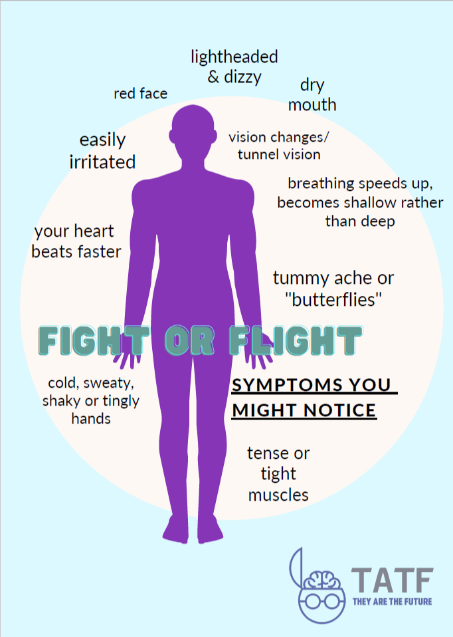 lightheaded
& dizzy
red face
dry
mouth
easily
irritated
vision changes/
tunnel vision
breathing speeds up,
becomes shallow rather
than deep
your heart
beats faster
tummy ache or
"butterflies"
FIGHT OR FLIGHT
cold, sweaty,
shaky or tingly
hands
SYMPTOMS YOU
MIGHT NOTICE
tense or
tight
muscles
TATF
THEY ARE THE FUTURE